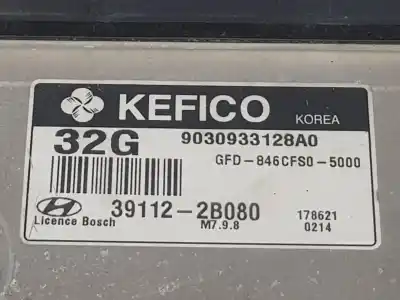 KEFICO KOREA
32G 9030933128A0
GFD-846CFS0-5000
39112-2B080 178621
Licence Bosch M7.9.8 0214